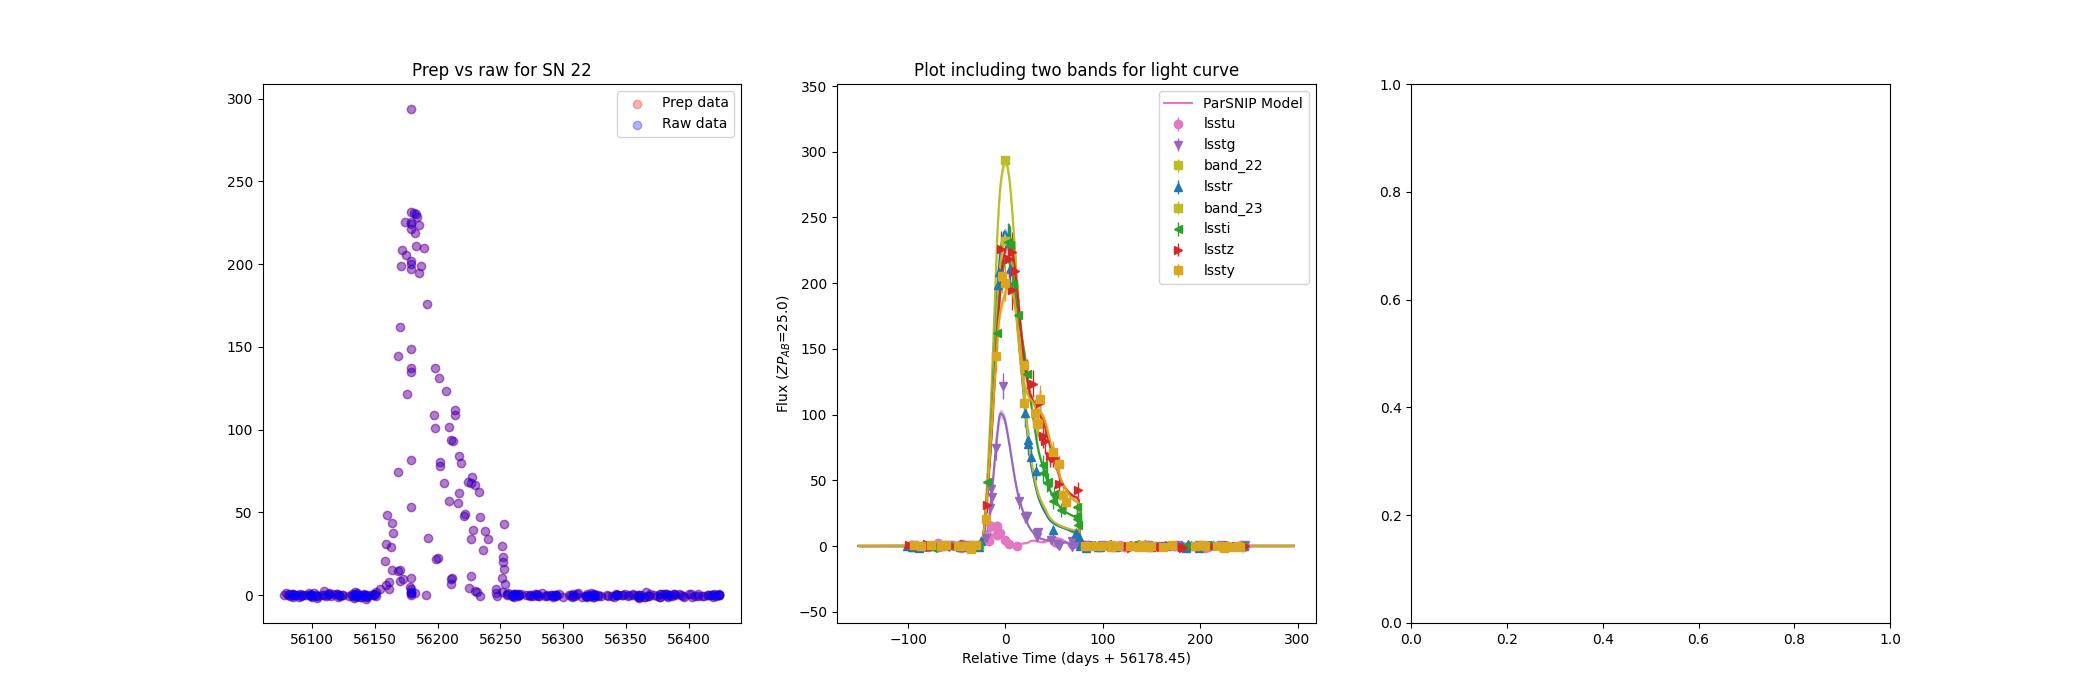 Prep vs raw for SN 22
Prep data
Raw data
300
250
200
150
100
50
0
56100
56150
56200
56250
56300
56350
56400
Plot including two bands for light curve
ParSNIP Model
lsstu
lsstg
band_22
lsstr
band_23
lssti
lsstz
lssty
Flux (ZP_AB=25.0)
350
300
250
200
150
100
50
0
−50
−100
0
100
200
300
Relative Time (days + 56178.45)
1.0
0.8
0.6
0.4
0.2
0.0
0.0
0.2
0.4
0.6
0.8
1.0